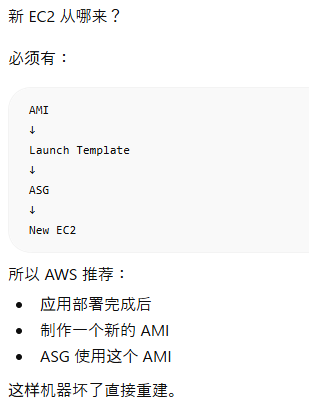 新 EC2 从哪来？
必须有：
AMI
↓
Launch Template
↓
ASG
↓
New EC2
所以 AWS 推荐：
• 应用部署完成后
• 制作一个新的 AMI
• ASG 使用这个 AMI
这样机器坏了直接重建。